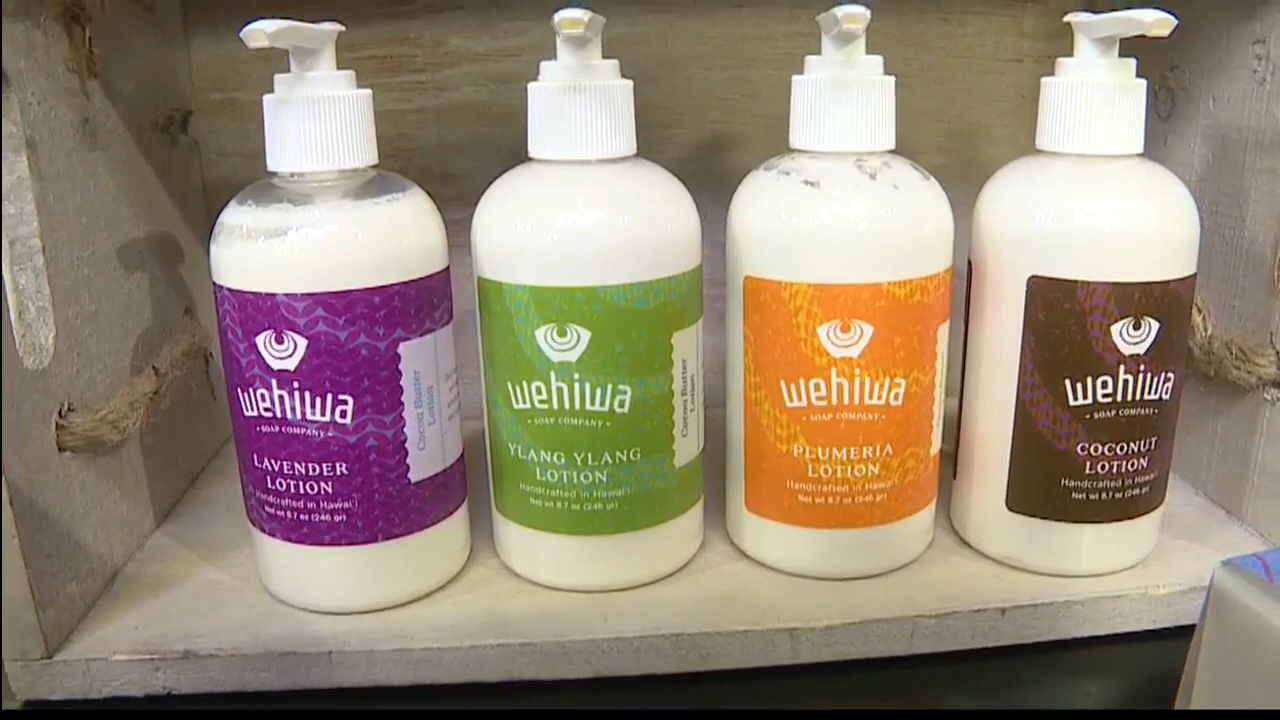 wehiwa
- SOAP COMPANY -
LAVENDER
LOTION
Handcrafted in Hawai'i
Net wt 8.7 oz (246 gr)
Cocoa Butter
Lotion
wehiwa
- SOAP COMPANY -
YLANG YLANG
LOTION
Handcrafted in Hawai'i
Net wt 8.7 oz (246 gr)
Cocoa Butter
Lotion
wehiwa
- SOAP COMPANY -
PLUMERIA
LOTION
Handcrafted in Hawai'i
Net wt 8.7 oz (246 gr)
wehiwa
- SOAP COMPANY -
COCONUT
LOTION
Handcrafted in Hawai'i
Net wt 8.7 oz (246 gr)